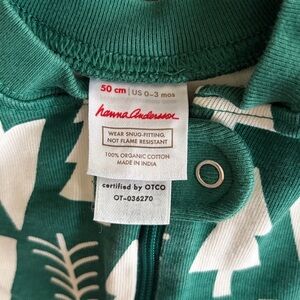 50 cm | US 0-3 mos
hanna andersson
WEAR SNUG-FITTING,
NOT FLAME RESISTANT
100% ORGANIC COTTON
MADE IN INDIA
certified by OTCO
OT-036270